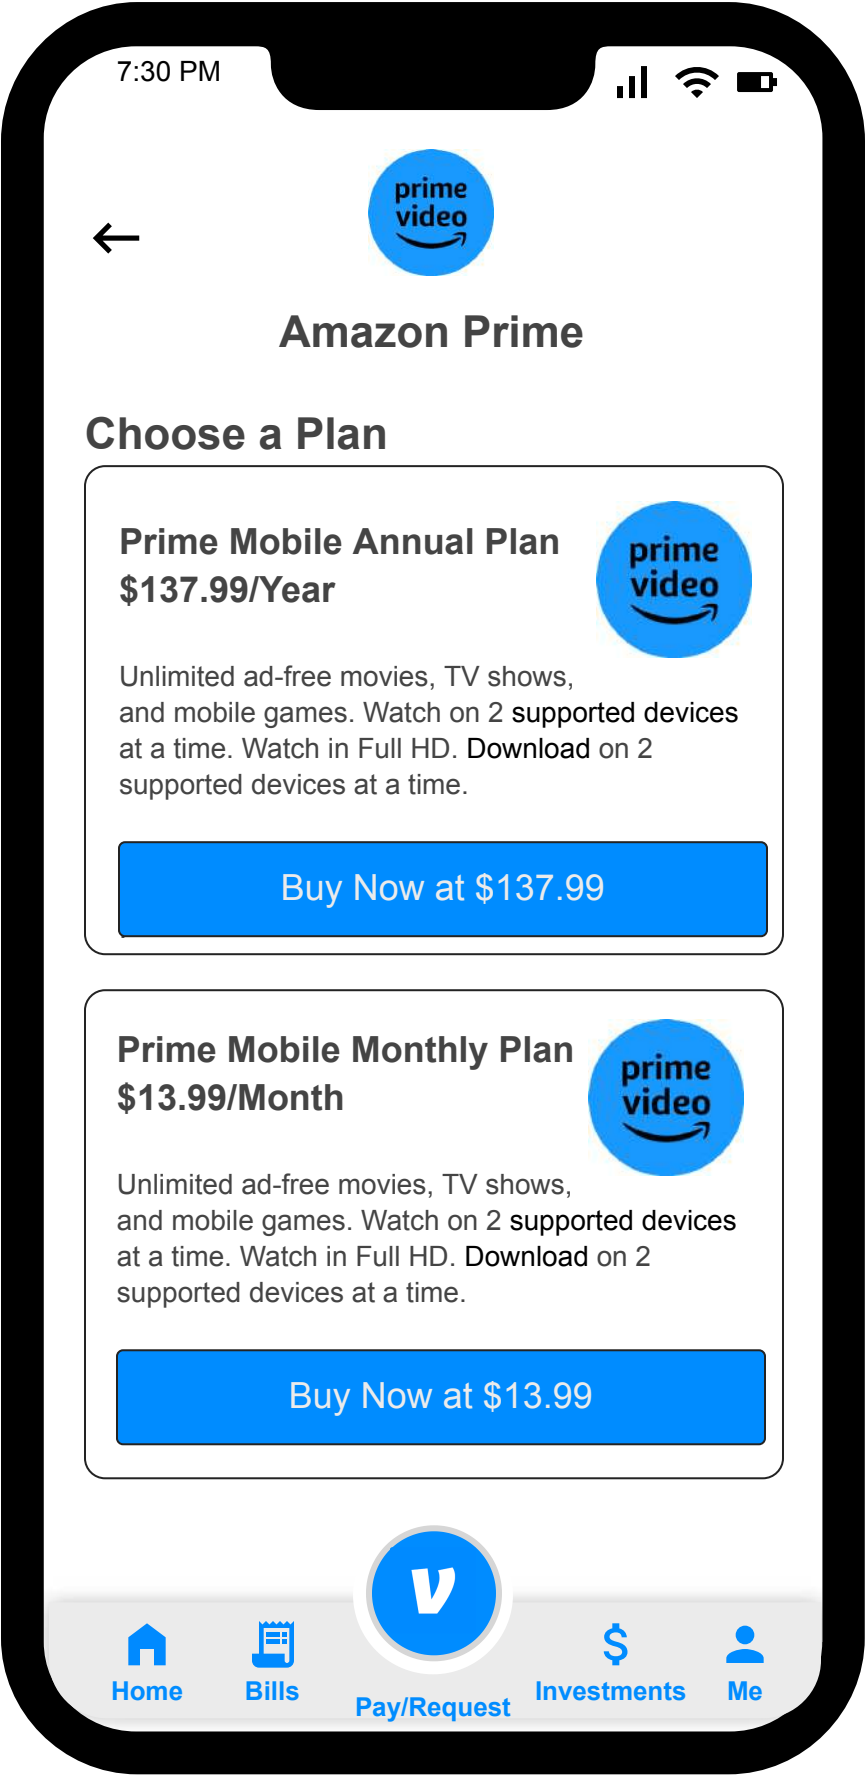 7:30 PM
prime
video
Amazon Prime
Choose a Plan
Prime Mobile Annual Plan
$137.99/Year
prime
video
Unlimited ad-free movies, TV shows,
and mobile games. Watch on 2 supported devices
at a time. Watch in Full HD. Download on 2
supported devices at a time.
Buy Now at $137.99
Prime Mobile Monthly Plan
$13.99/Month
prime
video
Unlimited ad-free movies, TV shows,
and mobile games. Watch on 2 supported devices
at a time. Watch in Full HD. Download on 2
supported devices at a time.
Buy Now at $13.99
v
$
Home Bills Pay/Request Investments Me